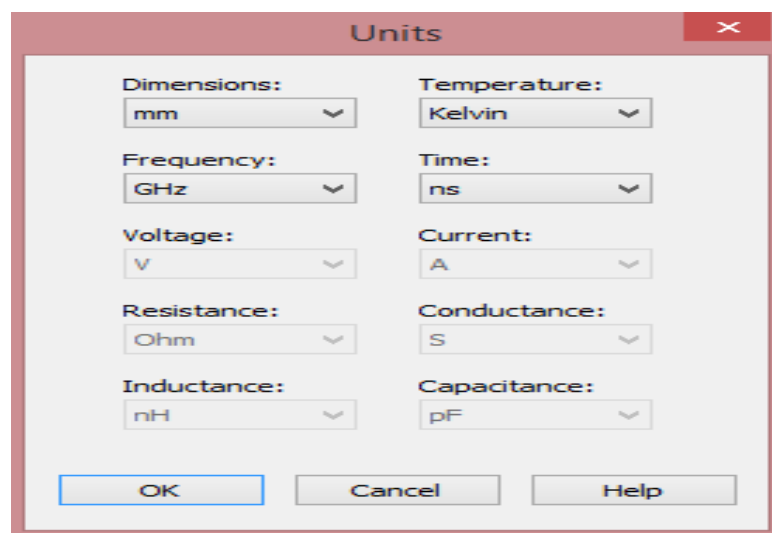 Units
Dimensions: Temperature:
mm Kelvin
Frequency: Time:
GHz ns
Voltage: Current:
V A
Resistance: Conductance:
Ohm S
Inductance: Capacitance:
nH pF
OK Cancel Help